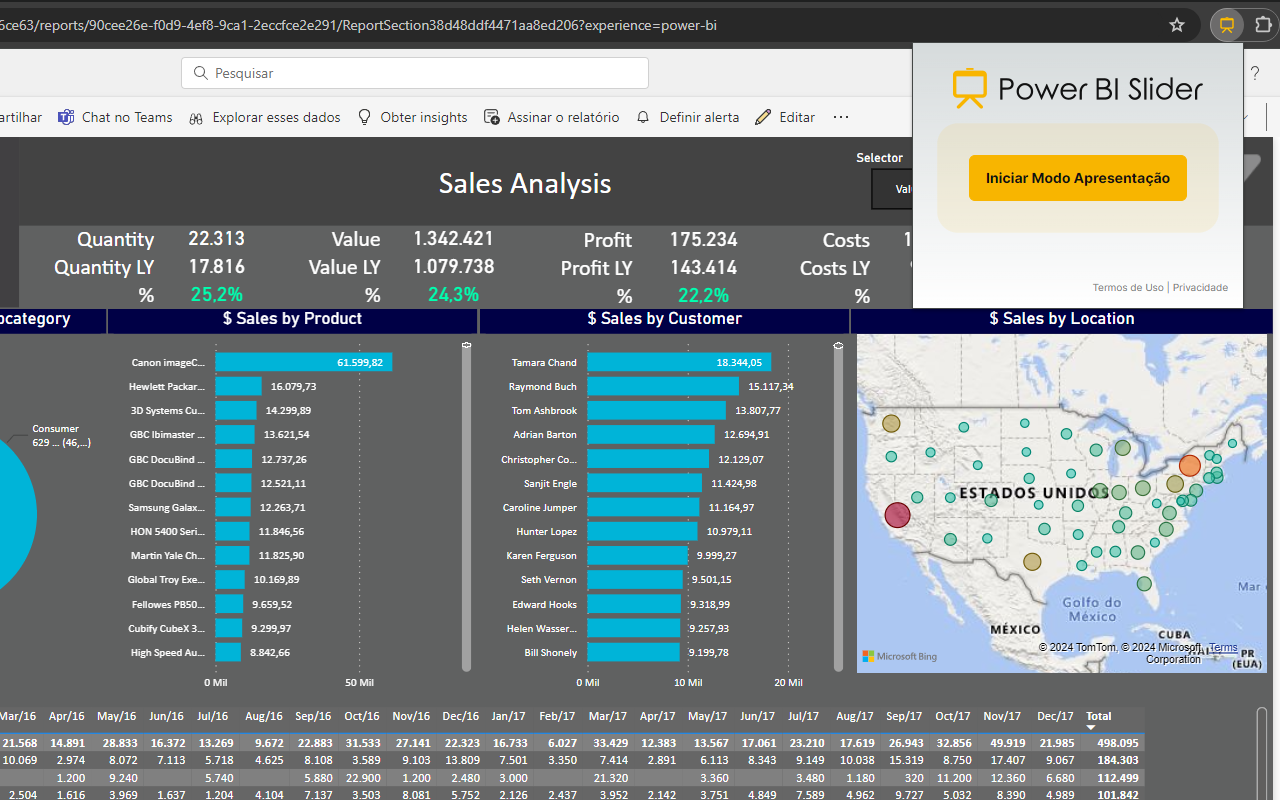 6ce63/reports/90cee26e-f0d9-4ef8-9ca1-2eccfce2e291/ReportSection38d48ddf4471aa8ed206?experience=power-bi
Pesquisar
?
Power BI Slider
Iniciar Modo Apresentação
Termos de Uso | Privacidade
artilhar Chat no Teams Explorar esses dados Obter insights Assinar o relatório Definir alerta Editar ...
Sales Analysis
Selector
Val
Quantity 22.313 Value 1.342.421 Profit 175.234 Costs 1
Quantity LY 17.816 Value LY 1.079.738 Profit LY 143.414 Costs LY
% 25,2% % 24,3% % 22,2% %
ocategory $ Sales by Product $ Sales by Customer $ Sales by Location
Consumer
629 ... (46,...)
Canon imageC... 61.599,82
Hewlett Packar... 16.079,73
3D Systems Cu... 14.299,89
GBC Ibimaster ... 13.621,54
GBC DocuBind ... 12.737,26
GBC DocuBind ... 12.521,11
Samsung Galax... 12.263,71
HON 5400 Seri... 11.846,56
Martin Yale Ch... 11.825,90
Global Troy Exe... 10.169,89
Fellowes PB50... 9.659,52
Cubify CubeX 3... 9.299,97
High Speed Au... 8.842,66
0 Mil 50 Mil
Tamara Chand 18.344,05
Raymond Buch 15.117,34
Tom Ashbrook 13.807,77
Adrian Barton 12.694,91
Christopher Co... 12.129,07
Sanjit Engle 11.424,98
Caroline Jumper 11.164,97
Hunter Lopez 10.979,11
Karen Ferguson 9.999,27
Seth Vernon 9.501,15
Edward Hooks 9.318,99
Helen Wasser... 9.257,93
Bill Shonely 9.199,78
0 Mil 10 Mil 20 Mil
ESTADOS UNIDOS
Mar
Golfo do
México
MÉXICO
CUBA
PR
(EUA)
Microsoft Bing
© 2024 TomTom, © 2024 Microsoft Terms
Corporation
Mar/16 Apr/16 May/16 Jun/16 Jul/16 Aug/16 Sep/16 Oct/16 Nov/16 Dec/16 Jan/17 Feb/17 Mar/17 Apr/17 May/17 Jun/17 Jul/17 Aug/17 Sep/17 Oct/17 Nov/17 Dec/17 Total
21.568 14.891 28.833 16.372 13.269 9.672 22.883 31.533 27.141 22.323 16.733 6.027 33.429 12.383 13.567 17.061 23.210 17.619 26.943 32.856 49.919 21.985 498.095
10.069 2.974 8.072 7.113 5.718 4.625 8.108 3.589 9.103 13.809 7.501 3.350 7.414 2.891 6.113 8.343 9.149 10.038 15.319 8.750 17.407 9.067 184.303
1.200 9.240 5.740 5.880 22.900 1.200 2.480 3.000 21.320 3.360 3.480 1.180 320 11.200 12.360 6.680 112.499
2.504 1.616 3.969 1.637 1.204 4.104 7.137 3.503 8.081 5.752 2.126 2.437 3.952 2.142 3.751 4.849 7.589 4.962 9.727 5.032 8.390 4.989 101.842